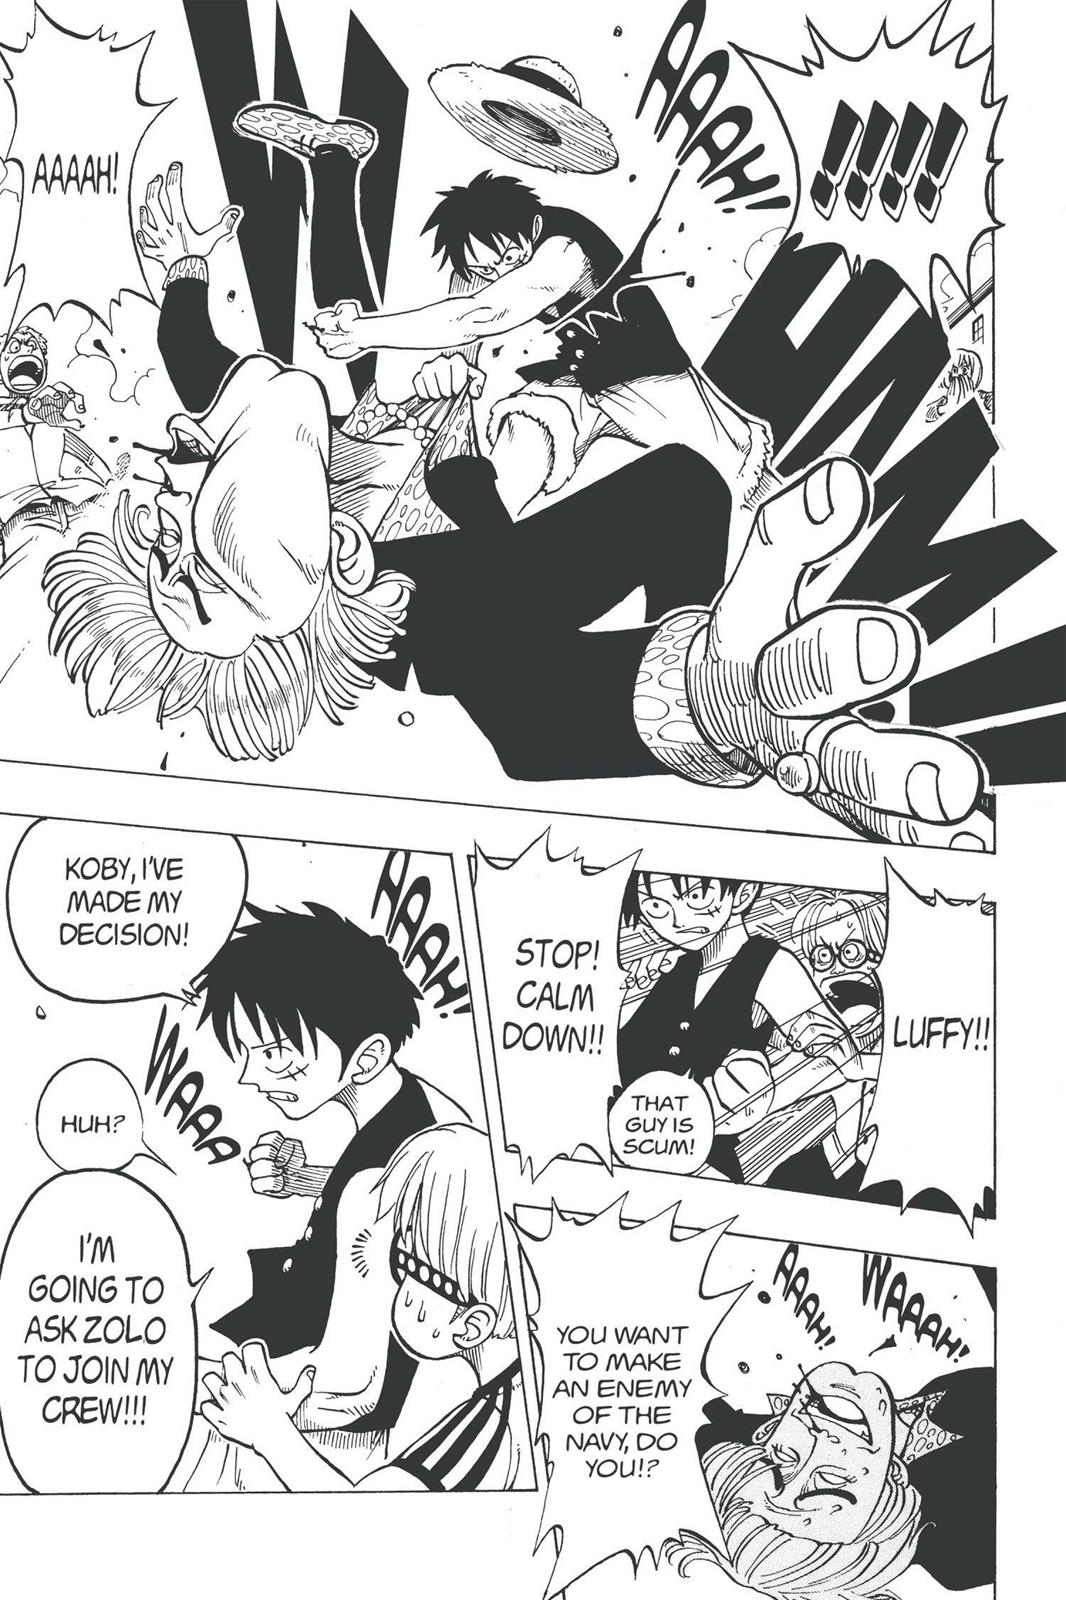 !!!!
AAAH!
AAAAH!
LUFFY!!
STOP!
CALM
DOWN!!
THAT
GUY IS
SCUM!
WAAAH!
AAAH!
YOU WANT
TO MAKE
AN ENEMY
OF THE
NAVY, DO
YOU!?
AAAH!
KOBY, I'VE
MADE MY
DECISION!
WAAA
HUH?
I'M
GOING TO
ASK ZOLO
TO JOIN MY
CREW!!!